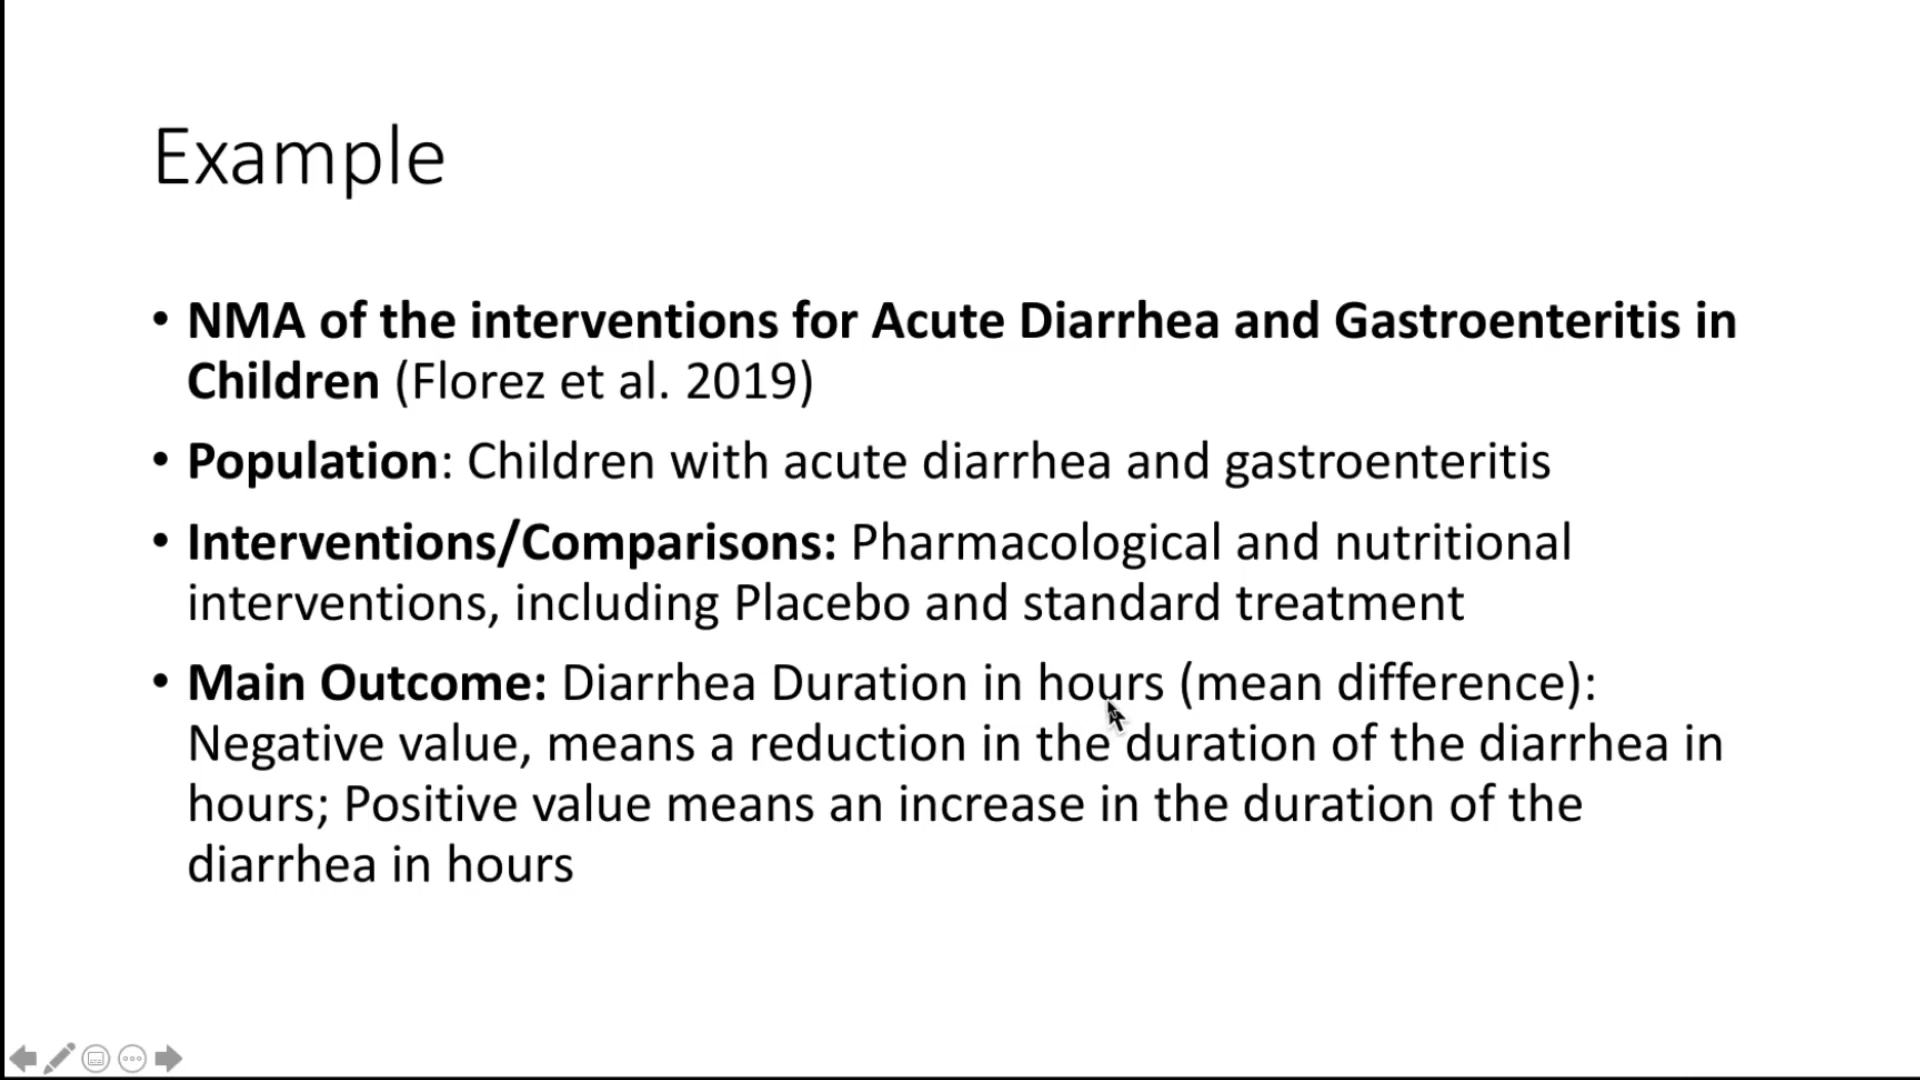 Example
• NMA of the interventions for Acute Diarrhea and Gastroenteritis in
Children (Florez et al. 2019)
• Population: Children with acute diarrhea and gastroenteritis
• Interventions/Comparisons: Pharmacological and nutritional
interventions, including Placebo and standard treatment
• Main Outcome: Diarrhea Duration in hours (mean difference):
Negative value, means a reduction in the duration of the diarrhea in
hours; Positive value means an increase in the duration of the
diarrhea in hours